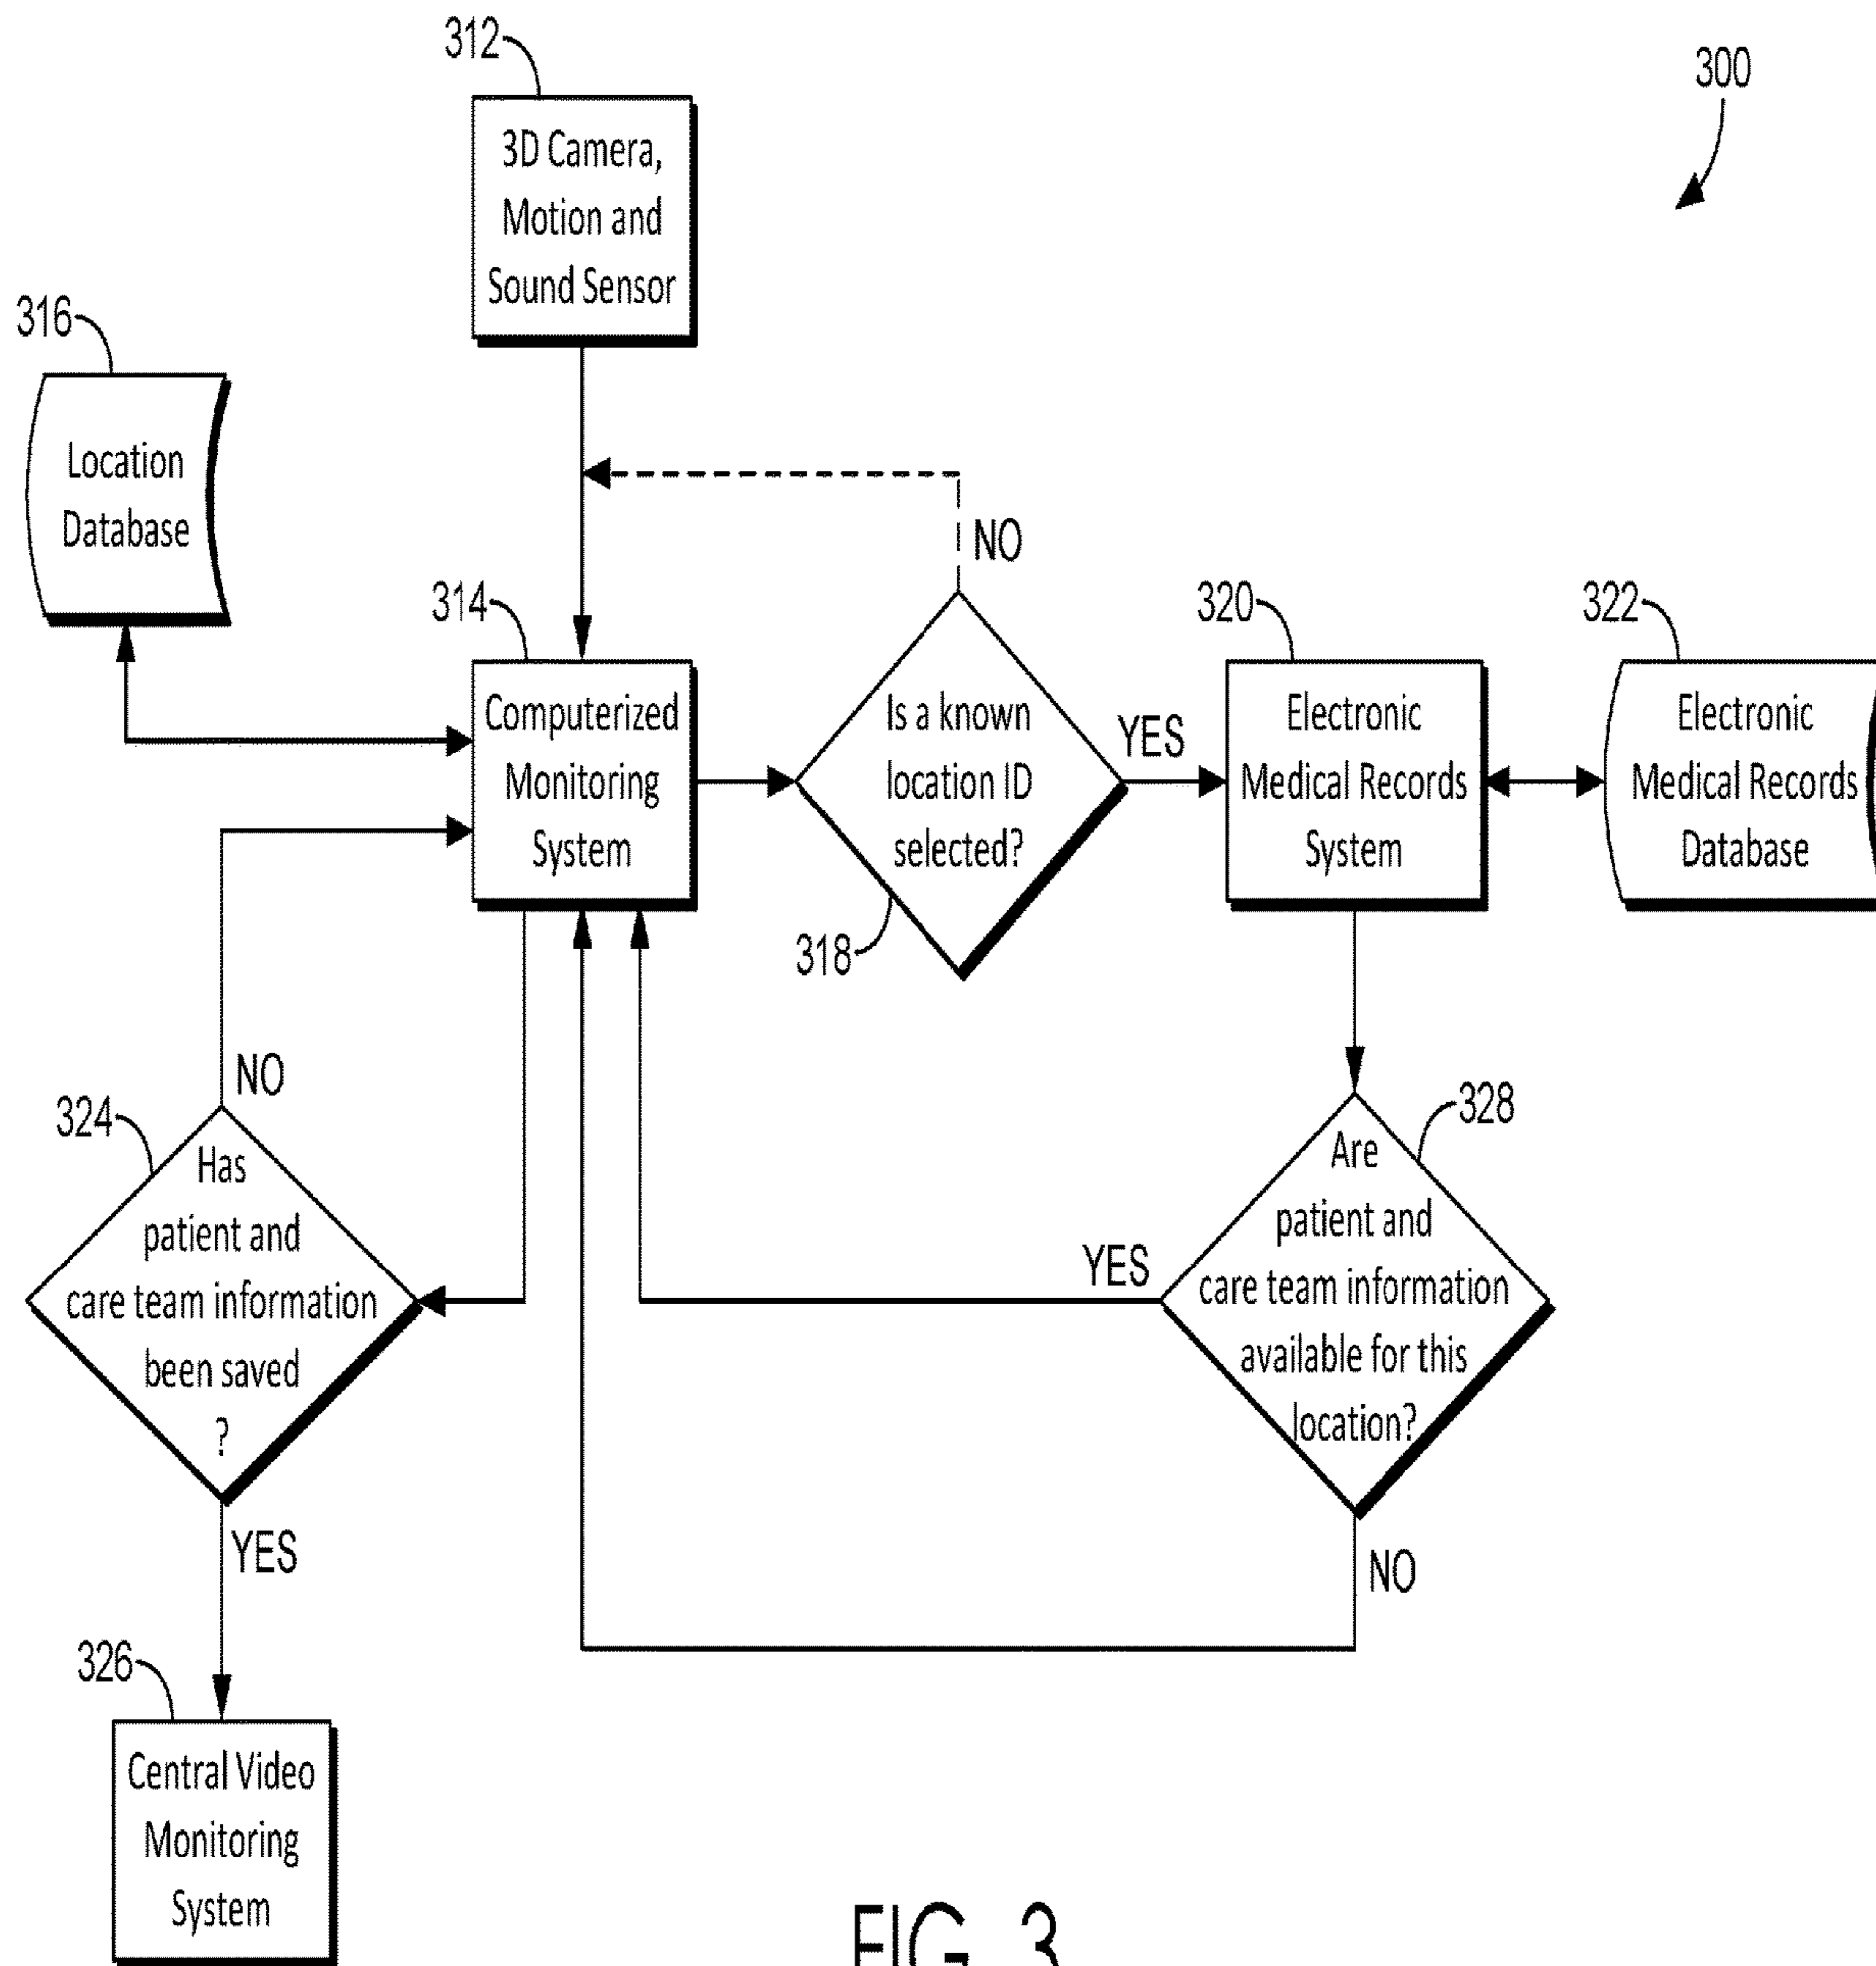 312
300
3D Camera,
Motion and
Sound Sensor
316
Location
Database
NO
314
320
322
Computerized
Monitoring
System
Is a known
location ID
selected?
YES
Electronic
Medical Records
System
Electronic
Medical Records
Database
318
NO
324
Has
patient and
care team information
been saved
?
328
Are
patient and
care team information
available for this
location?
YES
NO
YES
326
Central Video
Monitoring
System
FIG. 3